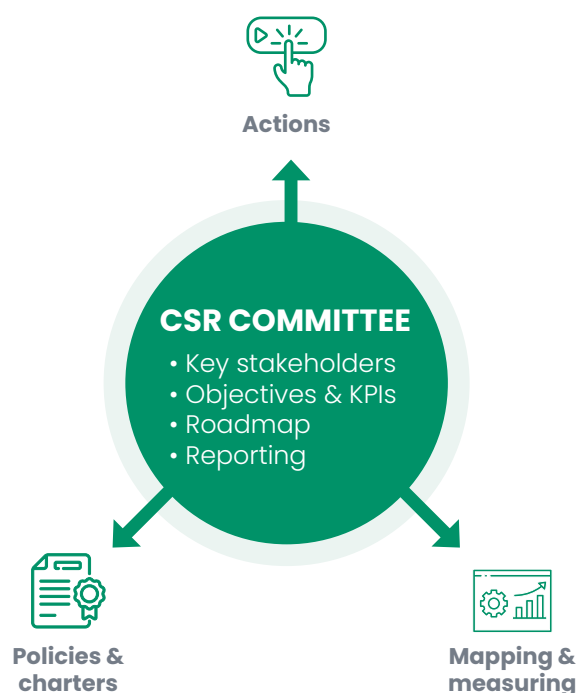 Actions
CSR COMMITTEE
• Key stakeholders
• Objectives & KPIs
• Roadmap
• Reporting
Policies &
charters
Mapping &
measuring